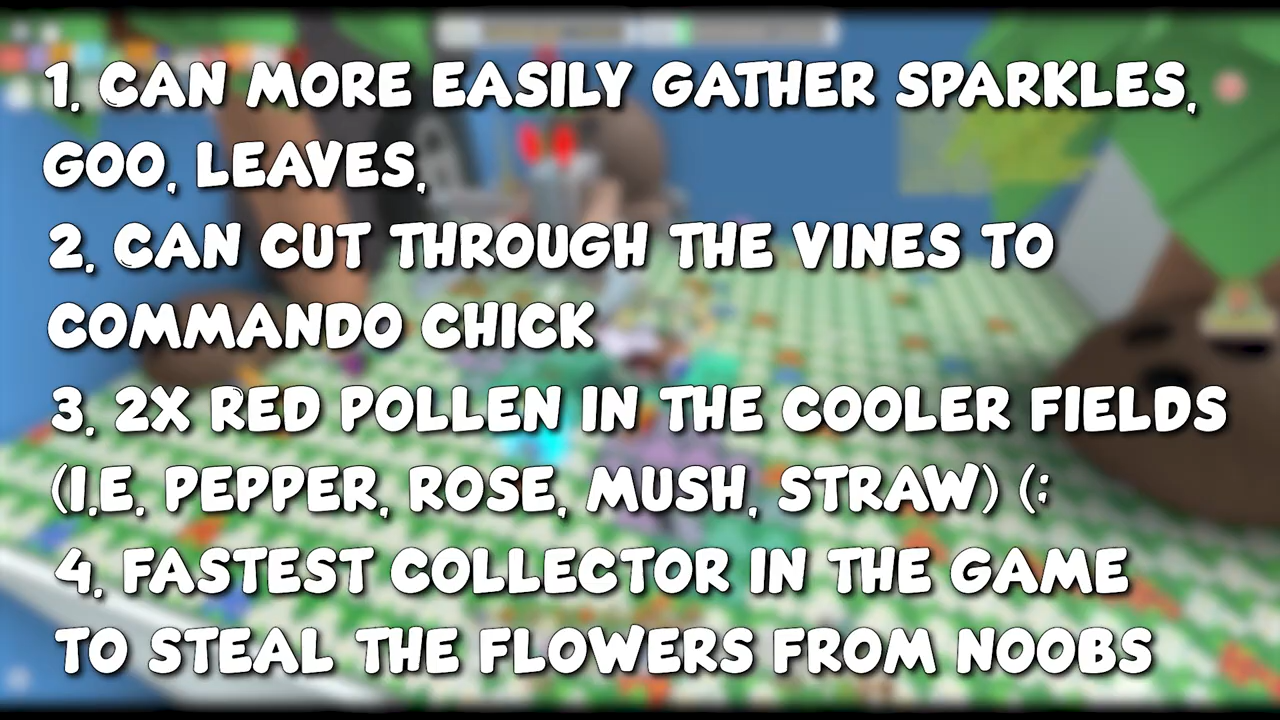 1. CAN MORE EASILY GATHER SPARKLES,
GOO, LEAVES,
2. CAN CUT THROUGH THE VINES TO
COMMANDO CHICK
3. 2X RED POLLEN IN THE COOLER FIELDS
(I.E. PEPPER, ROSE, MUSH, STRAW) (:
4. FASTEST COLLECTOR IN THE GAME
TO STEAL THE FLOWERS FROM NOOBS